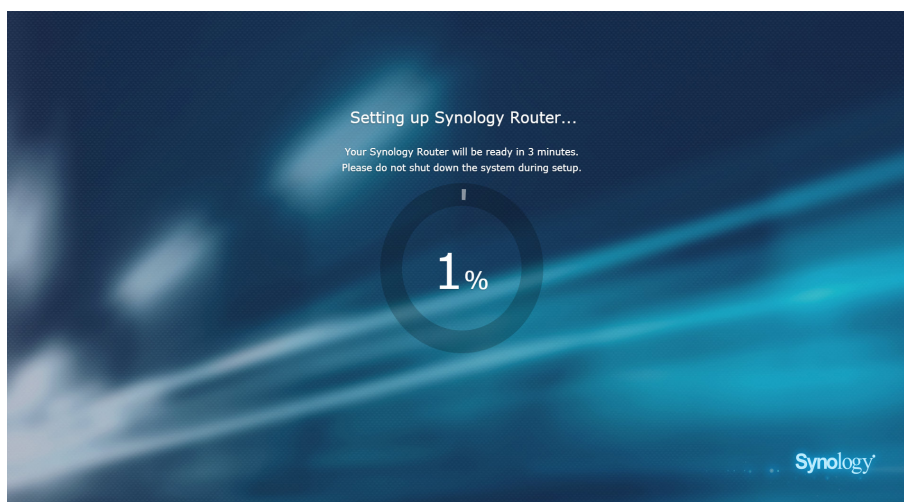 Setting up Synology Router...
Your Synology Router will be ready in 3 minutes.
Please do not shut down the system during setup.
1%
Synology